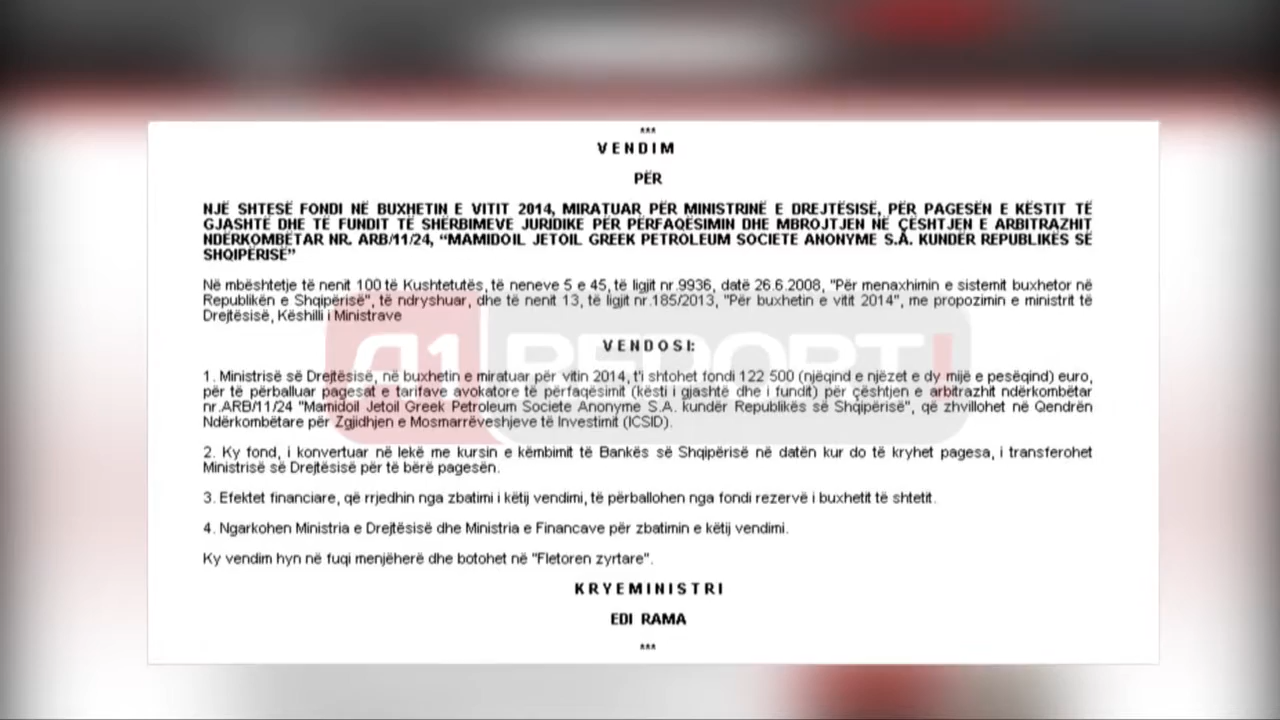 ***
VENDIM
PËR
NJË SHTESË FONDI NË BUXHETIN E VITIT 2014, MIRATUAR PËR MINISTRINË E DREJTËSISË, PËR PAGESËN E KËSTIT TË
GJASHTË DHE TË FUNDIT TË SHËRBIMEVE JURIDIKE PËR PËRFAQËSIMIN DHE MBROJTJEN NË ÇËSHTJEN E ARBITRAZHIT
NDËRKOMBËTAR NR. ARB/11/24, “MAMIDOIL JETOIL GREEK PETROLEUM SOCIETE ANONYME S.A. KUNDËR REPUBLIKËS SË
SHQIPËRISË”
Në mbështetje të nenit 100 të Kushtetutës, të neneve 5 e 45, të ligjit nr.9936, datë 26.6.2008, "Për menaxhimin e sistemit buxhetor në
Republikën e Shqipërisë", të ndryshuar, dhe të nenit 13, të ligjit nr.185/2013, "Për buxhetin e vitit 2014", me propozimin e ministrit të
Drejtësisë, Këshilli i Ministrave
VENDOSI:
1. Ministrisë së Drejtësisë, në buxhetin e miratuar për vitin 2014, t'i shtohet fondi 122 500 (njëqind e njëzet e dy mijë e pesëqind) euro,
për të përballuar pagesat e tarifave avokatore të përfaqësimit (kësti i gjashtë dhe i fundit) për çështjen e arbitrazhit ndërkombëtar
nr.ARB/11/24 "Mamidoil Jetoil Greek Petroleum Societe Anonyme S.A. kundër Republikës së Shqipërisë", që zhvillohet në Qendrën
Ndërkombëtare për Zgjidhjen e Mosmarrëveshjeve të Investimit (ICSID).
2. Ky fond, i konvertuar në lekë me kursin e këmbimit të Bankës së Shqipërisë në datën kur do të kryhet pagesa, i transferohet
Ministrisë së Drejtësisë për të bërë pagesën.
3. Efektet financiare, që rrjedhin nga zbatimi i këtij vendimi, të përballohen nga fondi rezervë i buxhetit të shtetit.
4. Ngarkohen Ministria e Drejtësisë dhe Ministria e Financave për zbatimin e këtij vendimi.
Ky vendim hyn në fuqi menjëherë dhe botohet në "Fletoren zyrtare".
KRYEMINISTRI
EDI RAMA
***
A1 REPORT